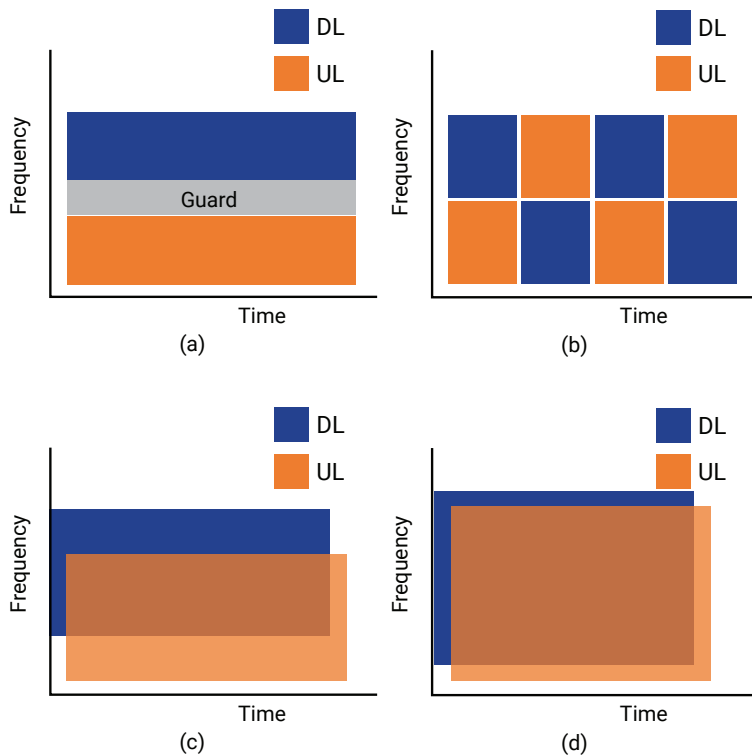 DL
UL
Frequency
Guard
Time
(a)
DL
UL
Frequency
Time
(b)
DL
UL
Frequency
Time
(c)
DL
UL
Frequency
Time
(d)